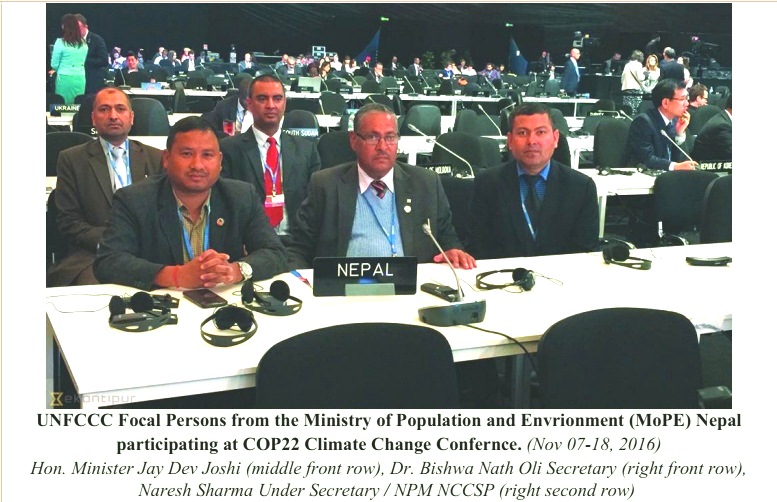 UKRAINE
SOUTH SUDAN
REPUBLIC OF KOREA
NEPAL
ekantipur
UNFCCC Focal Persons from the Ministry of Population and Envrionment (MoPE) Nepal
participating at COP22 Climate Change Confernce. (Nov 07-18, 2016)
Hon. Minister Jay Dev Joshi (middle front row), Dr. Bishwa Nath Oli Secretary (right front row),
Naresh Sharma Under Secretary / NPM NCCSP (right second row)